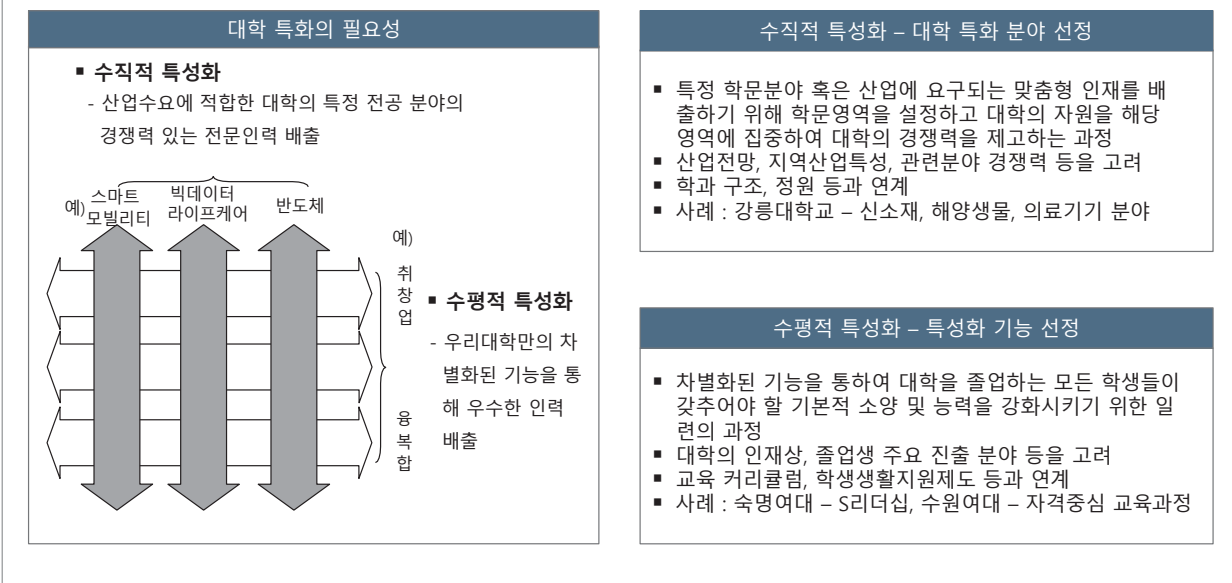 대학 특화의 필요성
▪ 수직적 특성화
- 산업수요에 적합한 대학의 특정 전공 분야의
경쟁력 있는 전문인력 배출
예) 스마트 모빌리티
빅데이터 라이프케어
반도체
예)
취창업
융복합
▪ 수평적 특성화
- 우리대학만의 차
별화된 기능을 통
해 우수한 인력
배출
수직적 특성화 – 대학 특화 분야 선정
▪ 특정 학문분야 혹은 산업에 요구되는 맞춤형 인재를 배
출하기 위해 학문영역을 설정하고 대학의 자원을 해당
영역에 집중하여 대학의 경쟁력을 제고하는 과정
▪ 산업전망, 지역산업특성, 관련분야 경쟁력 등을 고려
▪ 학과 구조, 정원 등과 연계
▪ 사례 : 강릉대학교 – 신소재, 해양생물, 의료기기 분야
수평적 특성화 – 특성화 기능 선정
▪ 차별화된 기능을 통하여 대학을 졸업하는 모든 학생들이
갖추어야 할 기본적 소양 및 능력을 강화시키기 위한 일
련의 과정
▪ 대학의 인재상, 졸업생 주요 진출 분야 등을 고려
▪ 교육 커리큘럼, 학생생활지원제도 등과 연계
▪ 사례 : 숙명여대 – S리더십, 수원여대 – 자격중심 교육과정